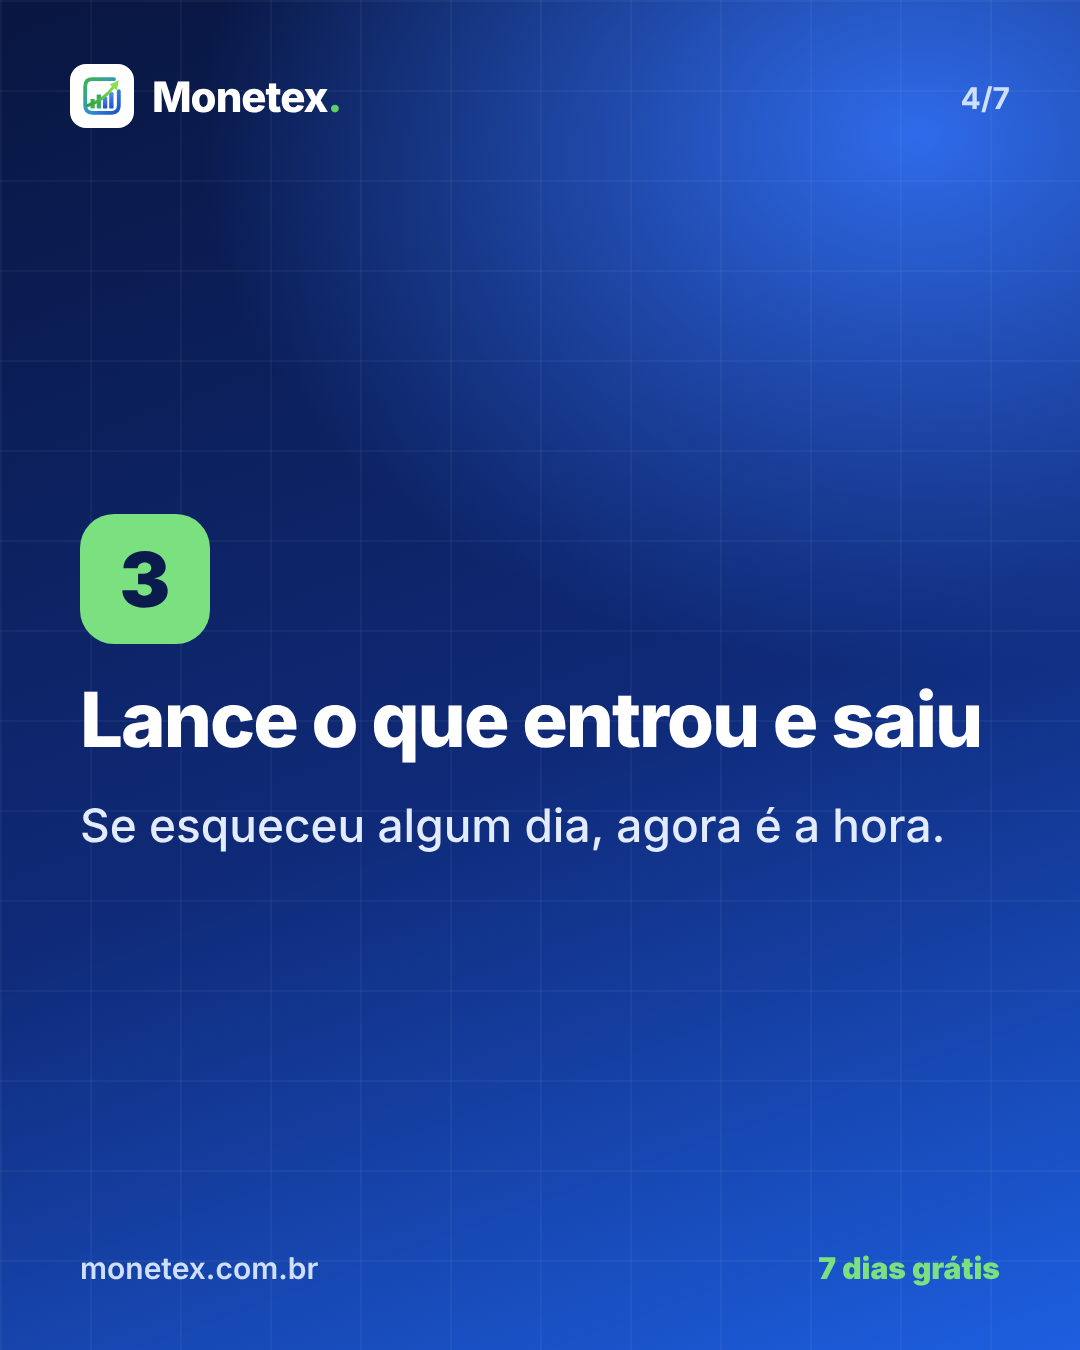 Monetex.
4/7
3
Lance o que entrou e saiu
Se esqueceu algum dia, agora é a hora.
monetex.com.br
7 dias grátis